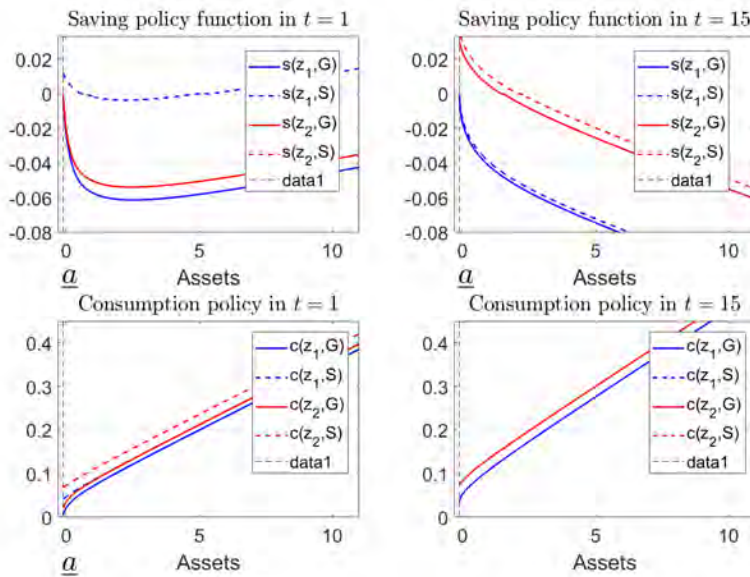 Saving policy function in t = 1
0.02
0
-0.02
-0.04
-0.06
-0.08
s(z1,G)
s(z1,S)
s(z2,G)
s(z2,S)
data1
0
5
10
a
Assets
Saving policy function in t = 15
0.02
0
-0.02
-0.04
-0.06
-0.08
s(z1,G)
s(z1,S)
s(z2,G)
s(z2,S)
data1
0
5
10
a
Assets
Consumption policy in t = 1
0.4
0.3
0.2
0.1
0
c(z1,G)
c(z1,S)
c(z2,G)
c(z2,S)
data1
0
5
10
a
Assets
Consumption policy in t = 15
0.4
0.3
0.2
0.1
0
c(z1,G)
c(z1,S)
c(z2,G)
c(z2,S)
data1
0
5
10
Assets